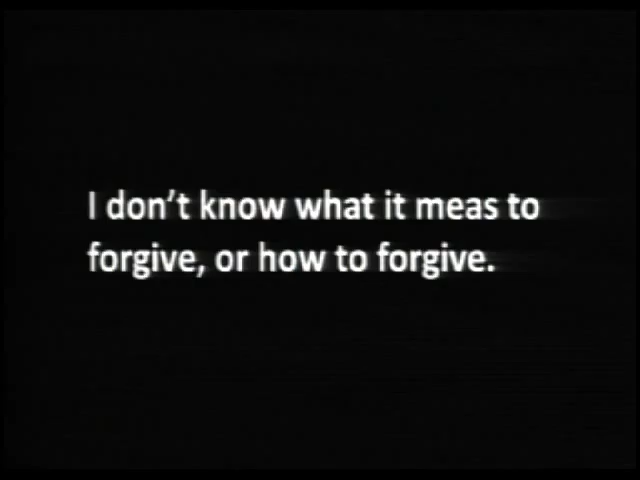 I don't know what it meas to
forgive, or how to forgive.